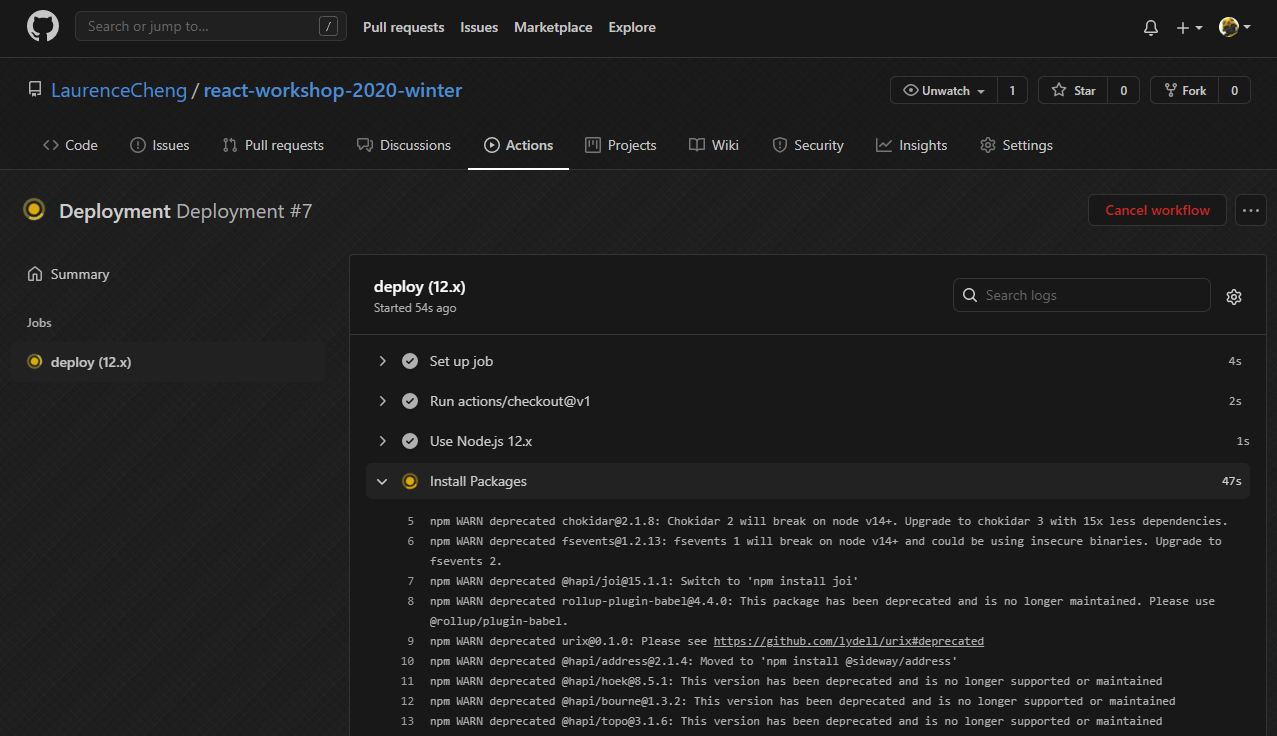 Search or jump to... /
Pull requests Issues Marketplace Explore
LaurenceCheng / react-workshop-2020-winter
Unwatch 1 Star 0 Fork 0
Code Issues Pull requests Discussions Actions Projects Wiki Security Insights Settings
Deployment Deployment #7
Cancel workflow
Summary
Jobs
deploy (12.x)
deploy (12.x)
Started 54s ago
Search logs
Set up job 4s
Run actions/checkout@v1 2s
Use Node.js 12.x 1s
Install Packages 47s
5 npm WARN deprecated chokidar@2.1.8: Chokidar 2 will break on node v14+. Upgrade to chokidar 3 with 15x less dependencies.
6 npm WARN deprecated fsevents@1.2.13: fsevents 1 will break on node v14+ and could be using insecure binaries. Upgrade to
fsevents 2.
7 npm WARN deprecated @hapi/joi@15.1.1: Switch to 'npm install joi'
8 npm WARN deprecated rollup-plugin-babel@4.4.0: This package has been deprecated and is no longer maintained. Please use
@rollup/plugin-babel.
9 npm WARN deprecated urix@0.1.0: Please see https://github.com/lydell/urix#deprecated
10 npm WARN deprecated @hapi/address@2.1.4: Moved to 'npm install @sideway/address'
11 npm WARN deprecated @hapi/hoek@8.5.1: This version has been deprecated and is no longer supported or maintained
12 npm WARN deprecated @hapi/bourne@1.3.2: This version has been deprecated and is no longer supported or maintained
13 npm WARN deprecated @hapi/topo@3.1.6: This version has been deprecated and is no longer supported or maintained